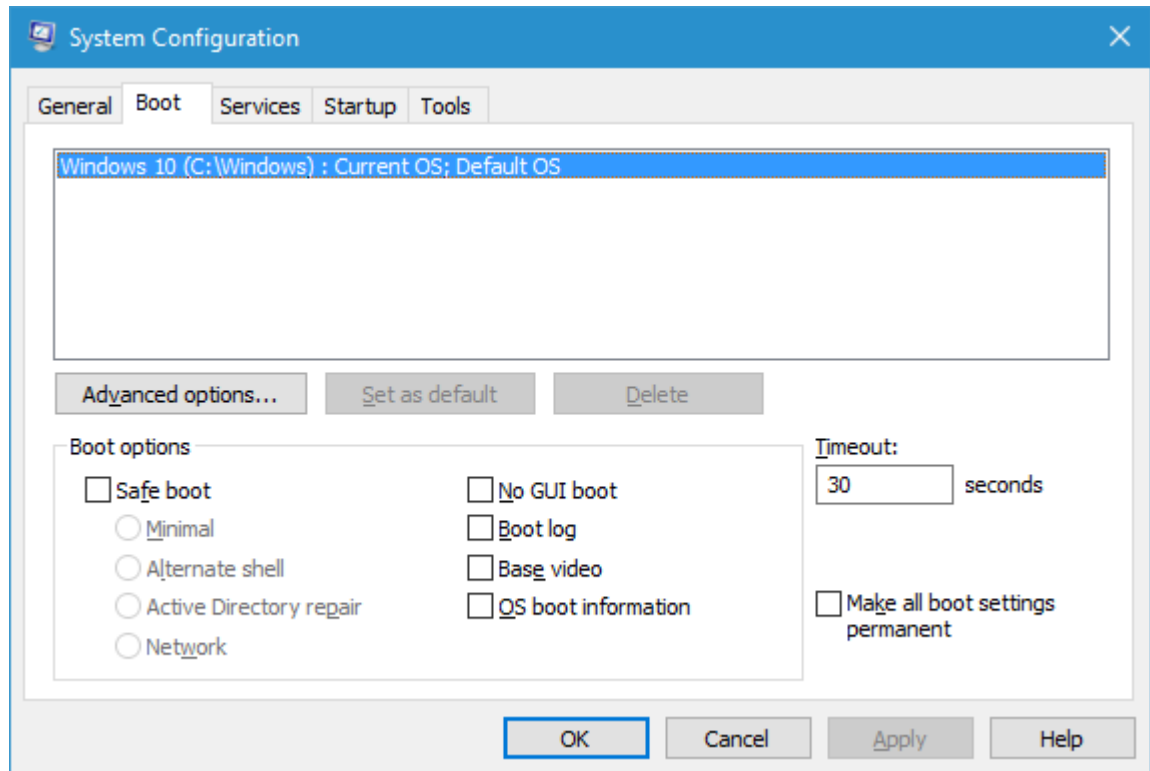 System Configuration
General Boot Services Startup Tools
Windows 10 (C:\Windows) : Current OS; Default OS
Advanced options... Set as default Delete
Boot options
Timeout:
Safe boot No GUI boot 30 seconds
Minimal Boot log
Alternate shell Base video
Active Directory repair OS boot information Make all boot settings
permanent
Network
OK Cancel Apply Help